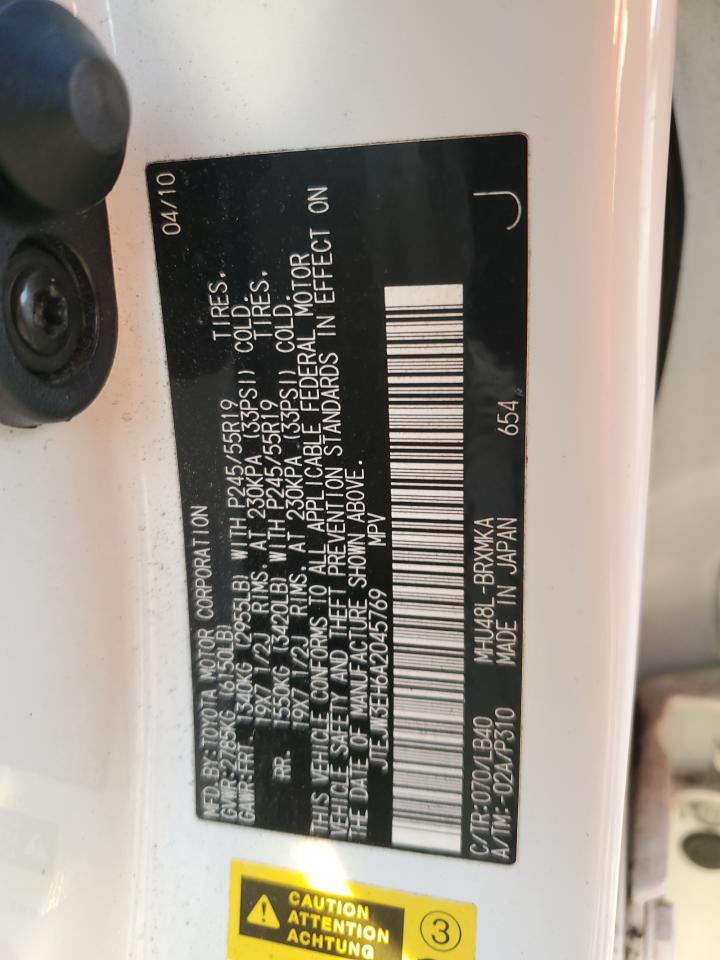 MFD. BY: TOYOTA MOTOR CORPORATION 04/10
GVWR: 2785KG (6150LB)
GAWR: FRT 1340KG (2955LB) WITH P245/55R19 TIRES.
19X7 1/2J RIMS. AT 230KPA (33PSI) COLD.
RR. 1550KG (3420LB) WITH P245/55R19 TIRES.
19X7 1/2J RIMS. AT 230KPA (33PSI) COLD.
THIS VEHICLE CONFORMS TO ALL APPLICABLE FEDERAL MOTOR
VEHICLE SAFETY AND THEFT PREVENTION STANDARDS IN EFFECT ON
THE DATE OF MANUFACTURE SHOWN ABOVE.
JTEJW3EH6A2045769 MPV
C/TR: 070/LB40 MHU48L-BRXMKA 654
A/TM: -02A/P310 MADE IN JAPAN J
CAUTION
ATTENTION
ACHTUNG
3